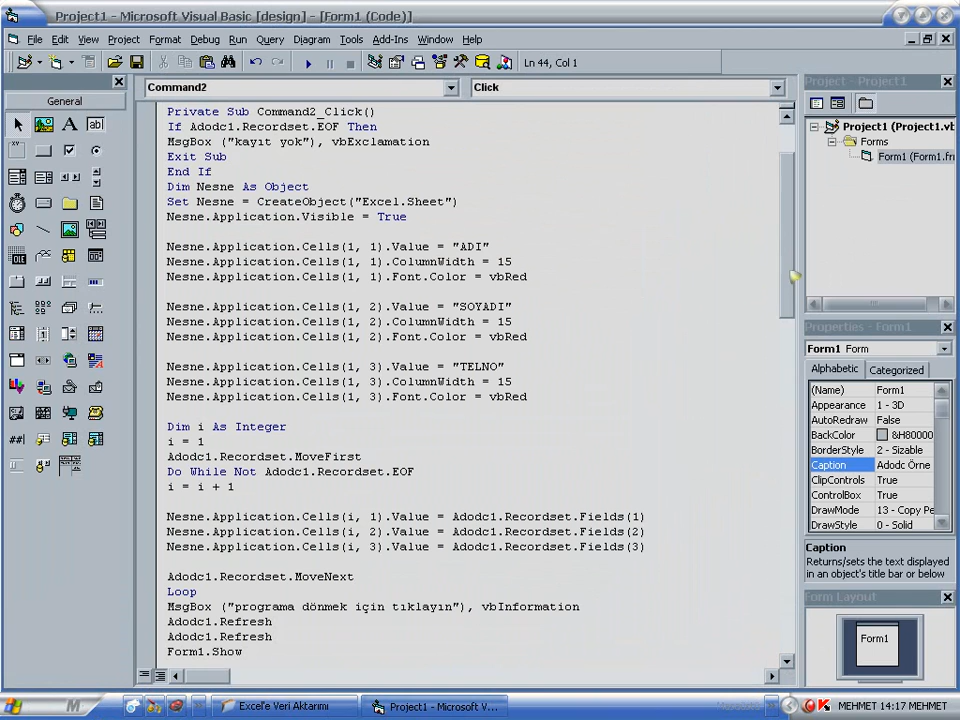 Project1 - Microsoft Visual Basic [design] - [Form1 (Code)]
File Edit View Project Format Debug Run Query Diagram Tools Add-Ins Window Help
Ln 44, Col 1
General
Command2
Click
Private Sub Command2_Click()
If Adodc1.Recordset.EOF Then
MsgBox ("kayıt yok"), vbExclamation
Exit Sub
End If
Dim Nesne As Object
Set Nesne = CreateObject("Excel.Sheet")
Nesne.Application.Visible = True
Nesne.Application.Cells(1, 1).Value = "ADI"
Nesne.Application.Cells(1, 1).ColumnWidth = 15
Nesne.Application.Cells(1, 1).Font.Color = vbRed
Nesne.Application.Cells(1, 2).Value = "SOYADI"
Nesne.Application.Cells(1, 2).ColumnWidth = 15
Nesne.Application.Cells(1, 2).Font.Color = vbRed
Nesne.Application.Cells(1, 3).Value = "TELNO"
Nesne.Application.Cells(1, 3).ColumnWidth = 15
Nesne.Application.Cells(1, 3).Font.Color = vbRed
Dim i As Integer
i = 1
Adodc1.Recordset.MoveFirst
Do While Not Adodc1.Recordset.EOF
i = i + 1
Nesne.Application.Cells(i, 1).Value = Adodc1.Recordset.Fields(1)
Nesne.Application.Cells(i, 2).Value = Adodc1.Recordset.Fields(2)
Nesne.Application.Cells(i, 3).Value = Adodc1.Recordset.Fields(3)
Adodc1.Recordset.MoveNext
Loop
MsgBox ("programa dönmek için tıklayın"), vbInformation
Adodc1.Refresh
Adodc1.Refresh
Form1.Show
Project - Project1
Project1 (Project1.vb
Forms
Form1 (Form1.fr
Properties - Form1
Form1 Form
Alphabetic Categorized
(Name) Form1
Appearance 1 - 3D
AutoRedraw False
BackColor &H80000
BorderStyle 2 - Sizable
Caption Adodc Örne
ClipControls True
ControlBox True
DrawMode 13 - Copy Pe
DrawStyle 0 - Solid
Caption
Returns/sets the text displayed
in an object's title bar or below
Form Layout
Form1
Excel'e Veri Aktarımı
Project1 - Microsoft V...
MEHMET 14:17 MEHMET